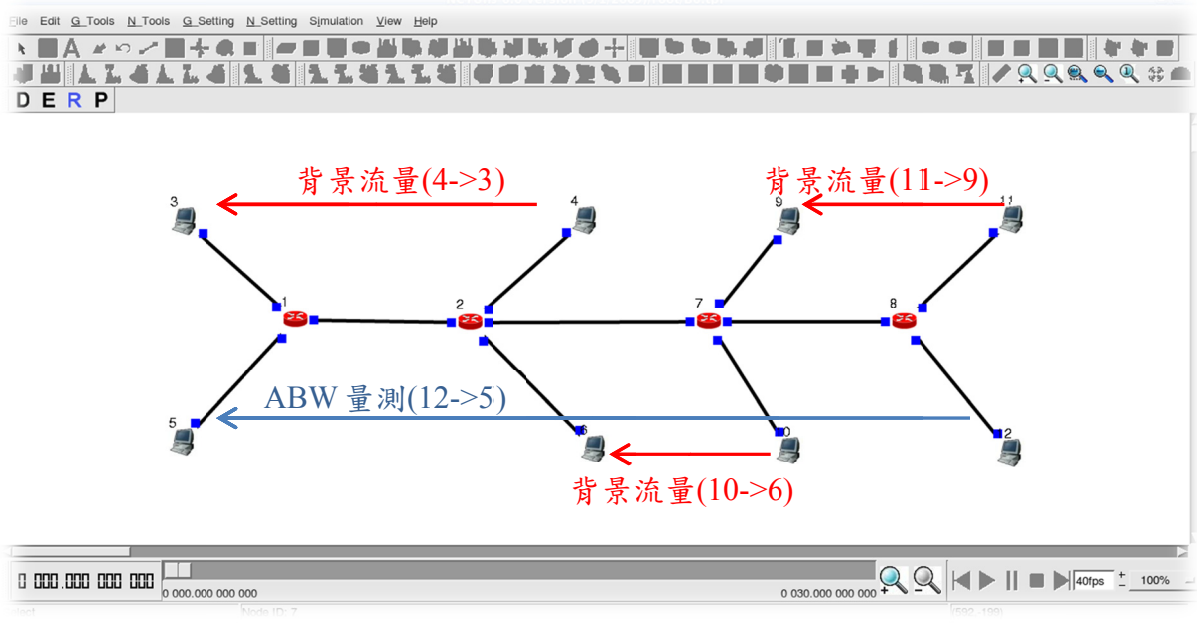 File Edit G_Tools N_Tools G_Setting N_Setting Simulation View Help
A
D E R P
背景流量(4->3)
背景流量(11->9)
3
4
9
11
1
2
7
8
ABW 量測(12->5)
5
6
0
12
背景流量(10->6)
0 000.000 000 000
0 000.000 000 000
0 030.000 000 000
40fps
100%
Node ID: 7
(592,-199)